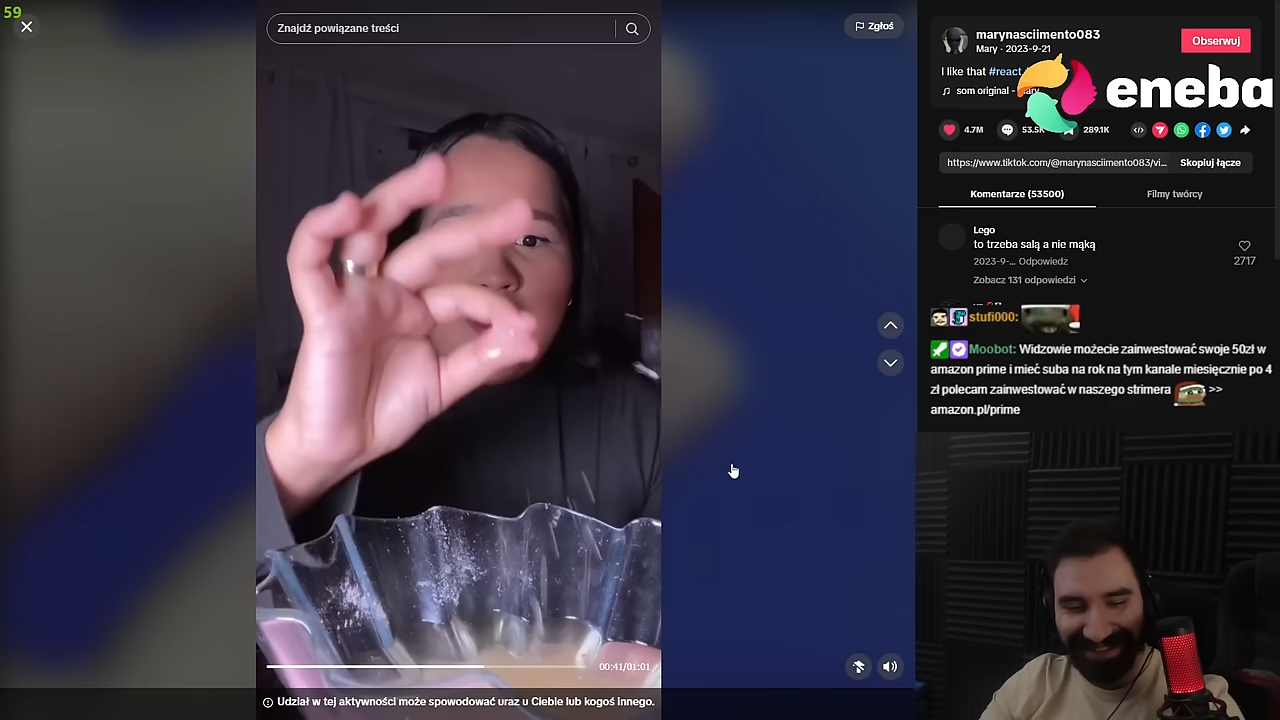 59
Znajdź powiązane treści
Zgłoś
marynasciimento083
Mary · 2023-9-21
Obserwuj
I like that #react
som original -
eneba
4.7M
53.5K
289.1K
https://www.tiktok.com/@marynasciimento083/vi...
Skopiuj łącze
Komentarze (53500)
Filmy twórcy
Lego
to trzeba salą a nie mąką
2023-9-... Odpowiedz
2717
Zobacz 131 odpowiedzi
stufi000:
Moobot: Widzowie możecie zainwestować swoje 50zł w
amazon prime i mieć suba na rok na tym kanale miesięcznie po 4
zł polecam zainwestować w naszego strimera >>
amazon.pl/prime
00:41/01:01
Udział w tej aktywności może spowodować uraz u Ciebie lub kogoś innego.